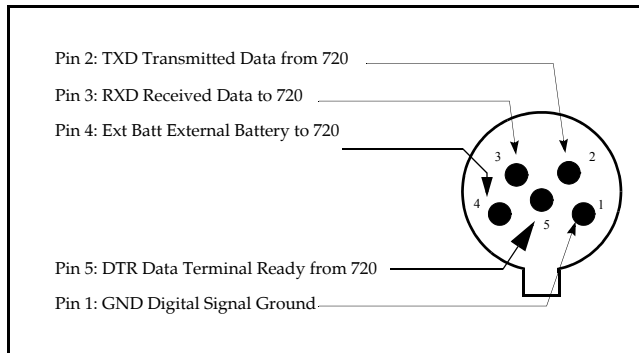 Pin 2: TXD Transmitted Data from 720
Pin 3: RXD Received Data to 720
Pin 4: Ext Batt External Battery to 720
3
2
4
1
5
Pin 5: DTR Data Terminal Ready from 720
Pin 1: GND Digital Signal Ground